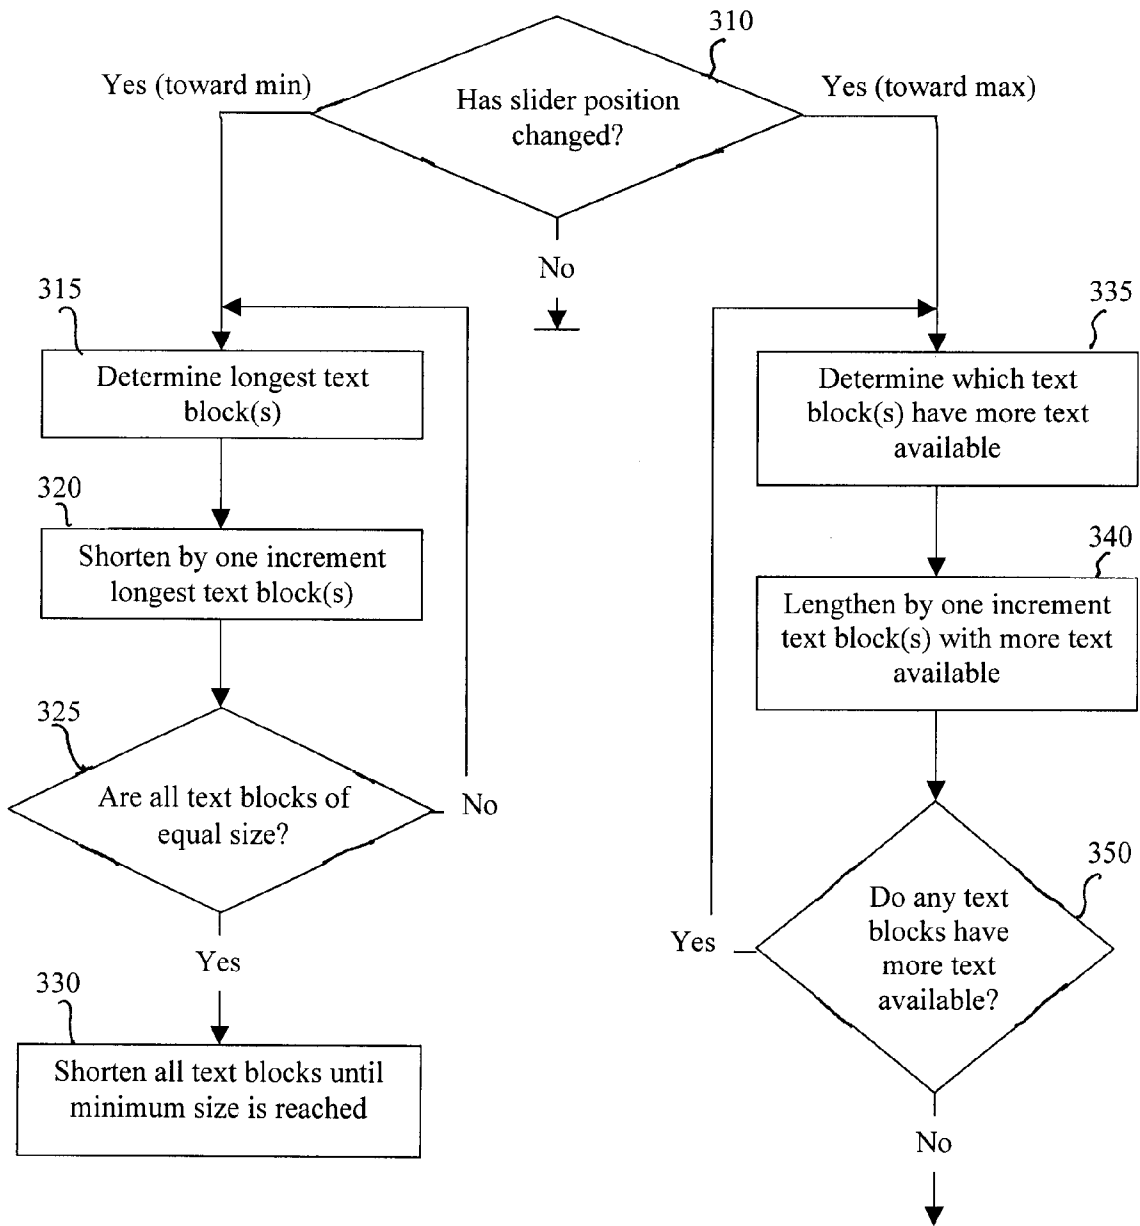 310
Yes (toward min)
Has slider position
changed?
Yes (toward max)
No
315
Determine longest text
block(s)
320
Shorten by one increment
longest text block(s)
325
Are all text blocks of
equal size?
No
Yes
330
Shorten all text blocks until
minimum size is reached
335
Determine which text
block(s) have more text
available
340
Lengthen by one increment
text block(s) with more text
available
350
Do any text
blocks have
more text
available?
Yes
No